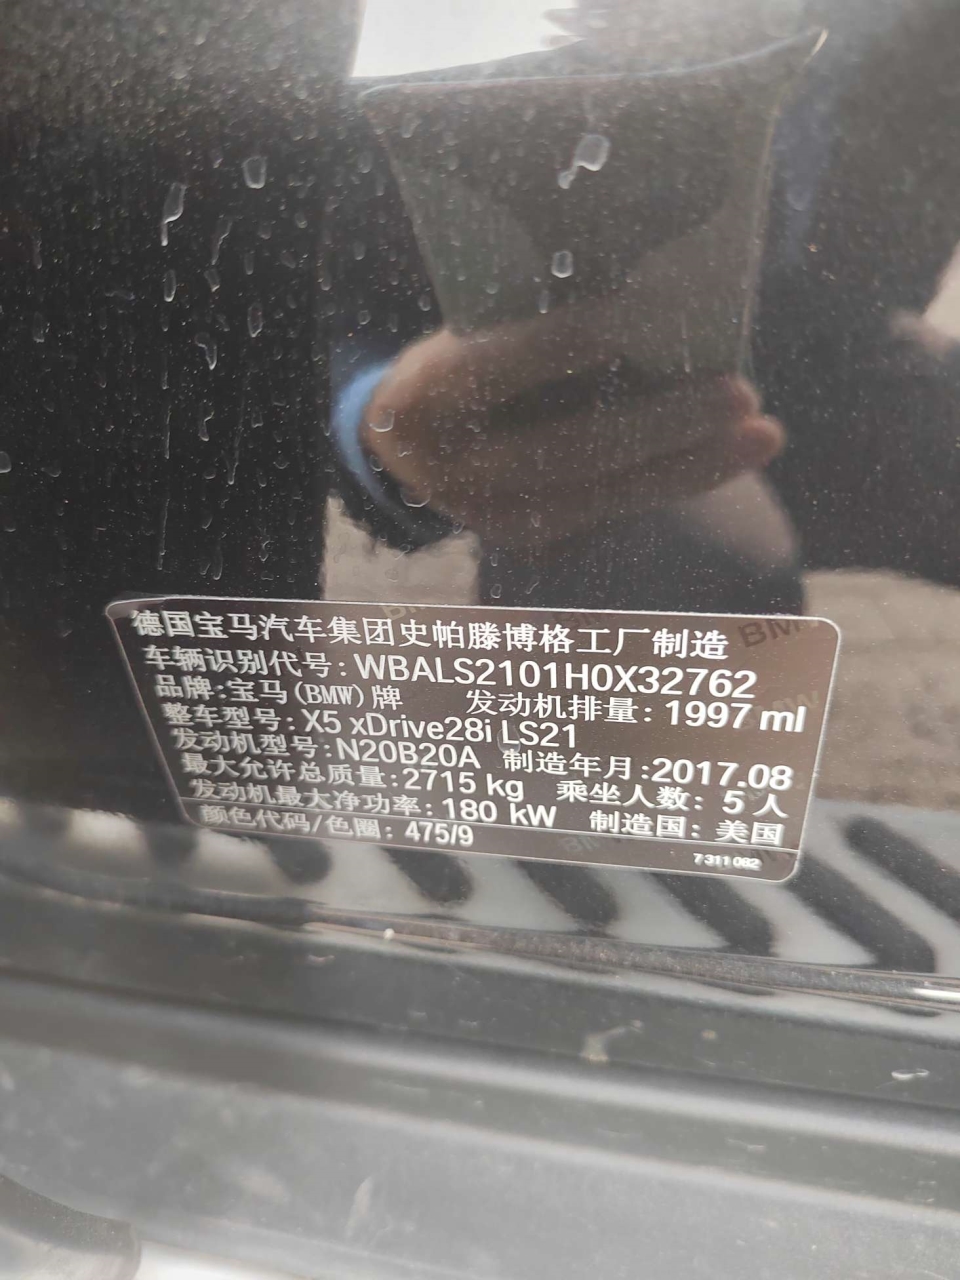 德国宝马汽车集团史帕滕博格工厂制造
车辆识别代号: WBALS2101H0X32762
品牌:宝马(BMW)牌 发动机排量: 1997 ml
整车型号: X5 xDrive28i LS21
发动机型号: N20B20A 制造年月:2017.08
最大允许总质量:2715 kg 乘坐人数: 5 人
发动机最大净功率: 180 kW 制造国: 美国
颜色代码/色圈: 475/9
7 311 082